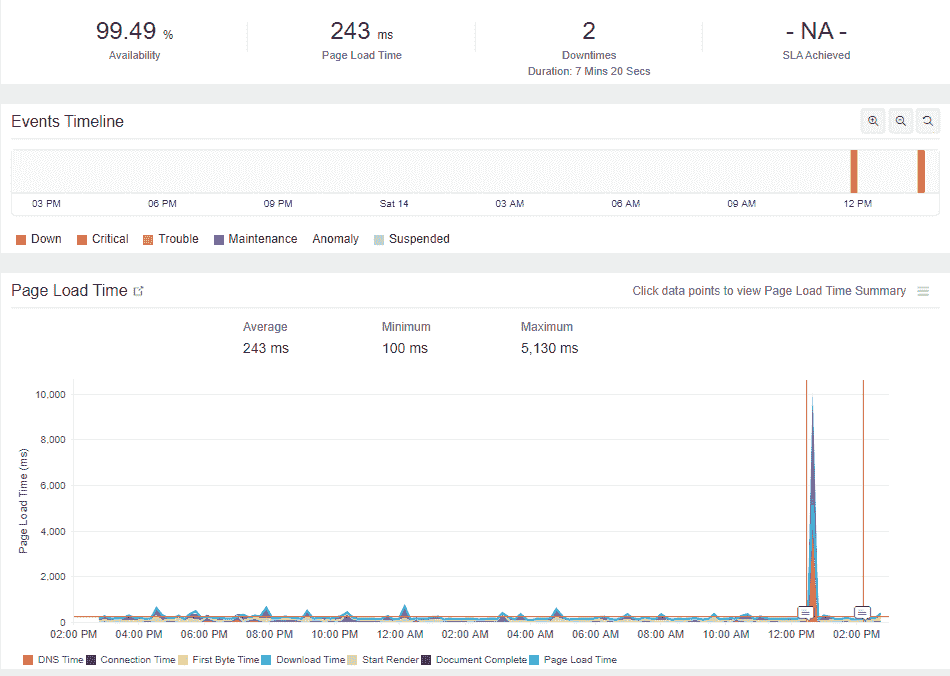 99.49 % 243 ms 2 - NA -
Availability Page Load Time Downtimes SLA Achieved
Duration: 7 Mins 20 Secs
Events Timeline
03 PM 06 PM 09 PM Sat 14 03 AM 06 AM 09 AM 12 PM
Down Critical Trouble Maintenance Anomaly Suspended
Page Load Time Click data points to view Page Load Time Summary
Average Minimum Maximum
243 ms 100 ms 5,130 ms
Page Load Time (ms)
10,000
8,000
6,000
4,000
2,000
0
02:00 PM 04:00 PM 06:00 PM 08:00 PM 10:00 PM 12:00 AM 02:00 AM 04:00 AM 06:00 AM 08:00 AM 10:00 AM 12:00 PM 02:00 PM
DNS Time Connection Time First Byte Time Download Time Start Render Document Complete Page Load Time